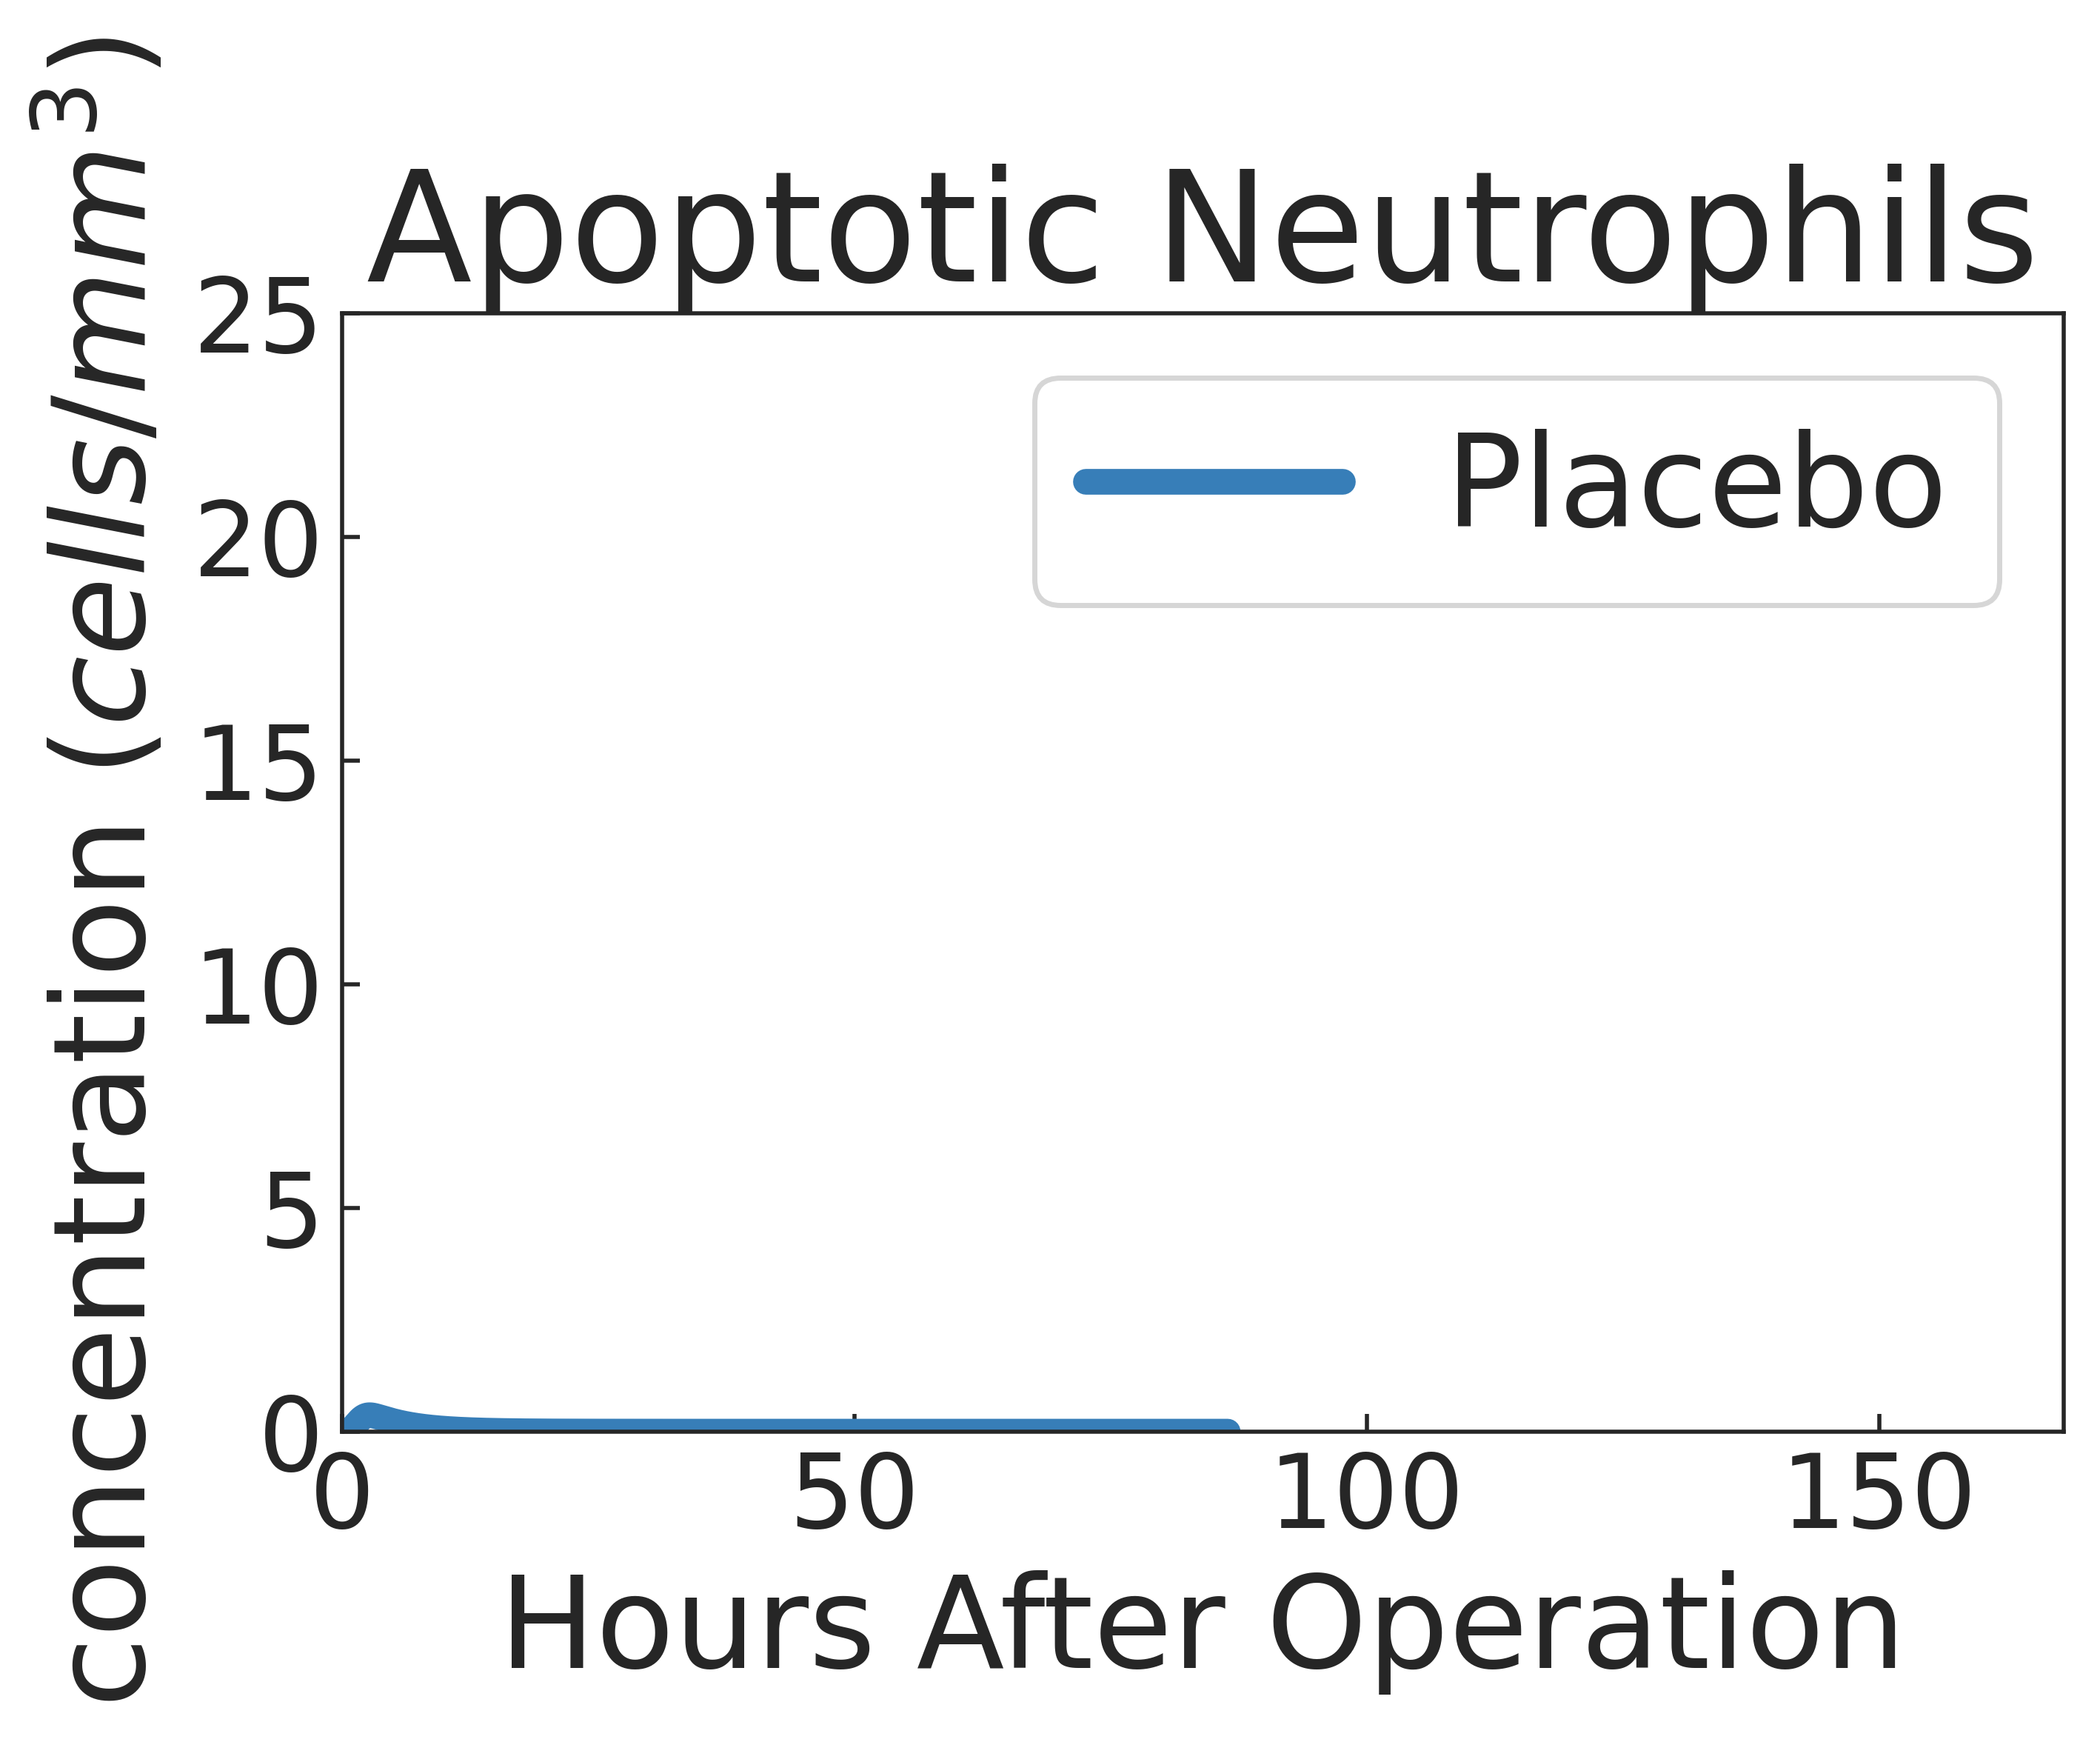 Apoptotic Neutrophils
concentration (cells/mm³)
25
20
15
10
5
0
Placebo
0 50 100 150
Hours After Operation